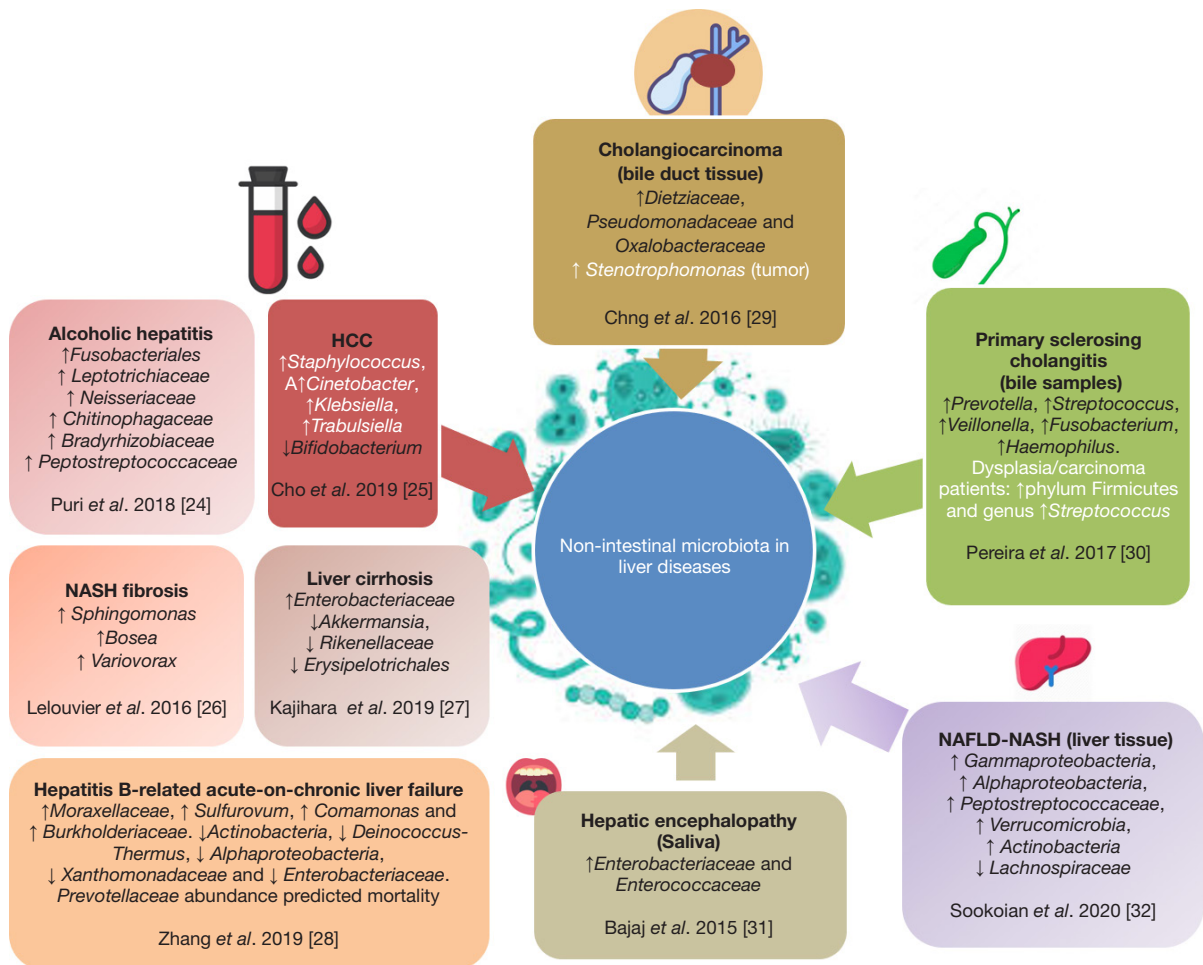 Cholangiocarcinoma
(bile duct tissue)
↑Dietziaceae,
Pseudomonadaceae and
Oxalobacteraceae
↑ Stenotrophomonas (tumor)
Chng et al. 2016 [29]
Alcoholic hepatitis
↑Fusobacteriales
↑ Leptotrichiaceae
↑ Neisseriaceae
↑ Chitinophagaceae
↑ Bradyrhizobiaceae
↑ Peptostreptococcaceae
Puri et al. 2018 [24]
HCC
↑Staphylococcus,
A↑Cinetobacter,
↑Klebsiella,
↑Trabulsiella
↓Bifidobacterium
Cho et al. 2019 [25]
Primary sclerosing
cholangitis
(bile samples)
↑Prevotella, ↑Streptococcus,
↑Veillonella, ↑Fusobacterium,
↑Haemophilus.
Dysplasia/carcinoma
patients: ↑phylum Firmicutes
and genus ↑Streptococcus
Pereira et al. 2017 [30]
Non-intestinal microbiota in
liver diseases
NASH fibrosis
↑ Sphingomonas
↑Bosea
↑ Variovorax
Lelouvier et al. 2016 [26]
Liver cirrhosis
↑Enterobacteriaceae
↓Akkermansia,
↓ Rikenellaceae
↓ Erysipelotrichales
Kajihara et al. 2019 [27]
Hepatitis B-related acute-on-chronic liver failure
↑Moraxellaceae, ↑ Sulfurovum, ↑ Comamonas and
↑ Burkholderiaceae. ↓Actinobacteria, ↓ Deinococcus-
Thermus, ↓ Alphaproteobacteria,
↓ Xanthomonadaceae and ↓ Enterobacteriaceae.
Prevotellaceae abundance predicted mortality
Zhang et al. 2019 [28]
Hepatic encephalopathy
(Saliva)
↑Enterobacteriaceae and
Enterococcaceae
Bajaj et al. 2015 [31]
NAFLD-NASH (liver tissue)
↑ Gammaproteobacteria,
↑ Alphaproteobacteria,
↑ Peptostreptococcaceae,
↑ Verrucomicrobia,
↑ Actinobacteria
↓ Lachnospiraceae
Sookoian et al. 2020 [32]